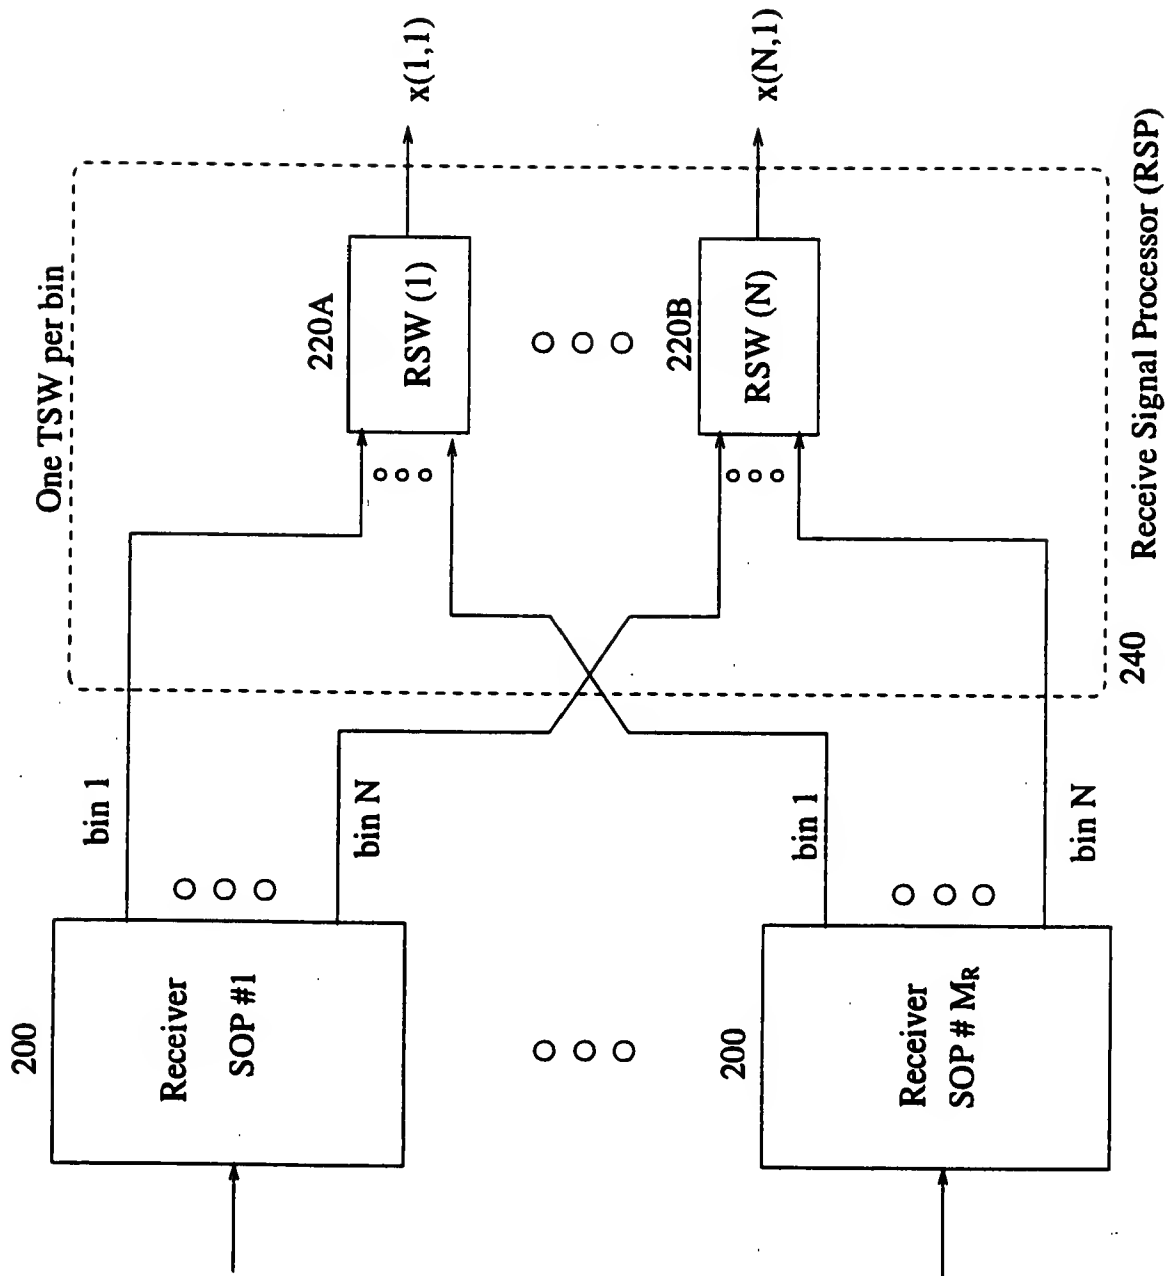 One TSW per bin
200
Receiver
SOP #1
bin 1
bin N
220A
RSW (1)
x(1,1)
200
Receiver
SOP # MR
bin 1
bin N
220B
RSW (N)
x(N,1)
240
Receive Signal Processor (RSP)